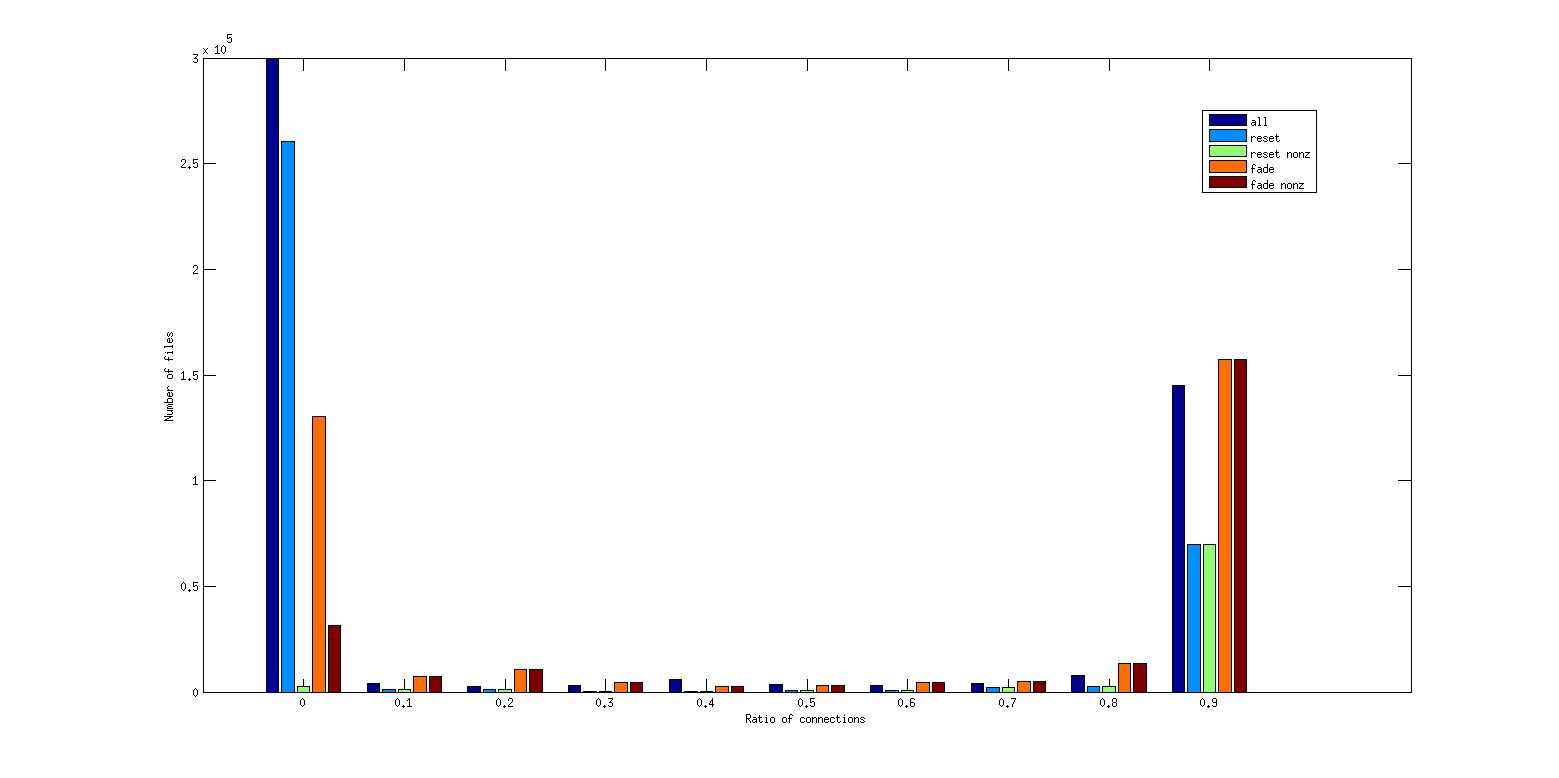 x 10^5
3
2.5
2
1.5
1
0.5
0
Number of files
0 0.1 0.2 0.3 0.4 0.5 0.6 0.7 0.8 0.9
Ratio of connections
all
reset
reset nonz
fade
fade nonz